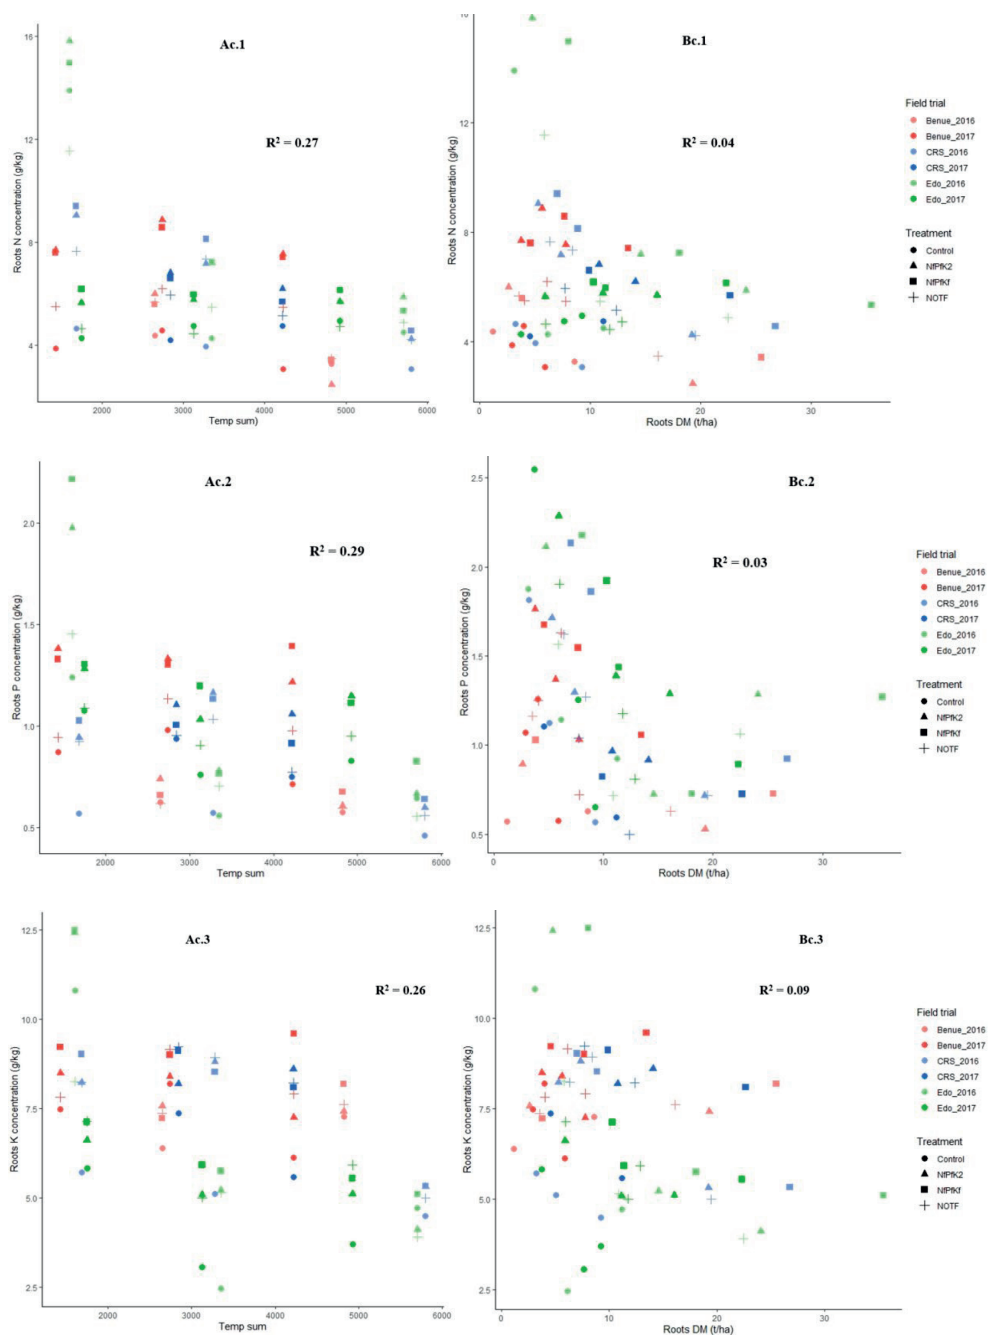 Ac.1
R² = 0.27
Roots N concentration (g/kg)
16
12
8
4
2000 3000 4000 5000 6000
Temp sum)
Bc.1
R² = 0.04
Roots N concentration (g/kg)
16
12
8
4
0 10 20 30
Roots DM (t/ha)
Field trial
Benue_2016
Benue_2017
CRS_2016
CRS_2017
Edo_2016
Edo_2017
Treatment
Control
NfPfK2
NfPfKf
NOTF
Ac.2
R² = 0.29
Roots P concentration (g/kg)
2.0
1.5
1.0
0.5
2000 3000 4000 5000 6000
Temp sum
Bc.2
R² = 0.03
Roots P concentration (g/kg)
2.5
2.0
1.5
1.0
0.5
0 10 20 30
Roots DM (t/ha)
Field trial
Benue_2016
Benue_2017
CRS_2016
CRS_2017
Edo_2016
Edo_2017
Treatment
Control
NfPfK2
NfPfKf
NOTF
Ac.3
R² = 0.26
Roots K concentration (g/kg)
12.5
10.0
7.5
5.0
2.5
2000 3000 4000 5000 6000
Temp sum
Bc.3
R² = 0.09
Roots K concentration (g/kg)
12.5
10.0
7.5
5.0
2.5
0 10 20 30
Roots DM (t/ha)
Field trial
Benue_2016
Benue_2017
CRS_2016
CRS_2017
Edo_2016
Edo_2017
Treatment
Control
NfPfK2
NfPfKf
NOTF